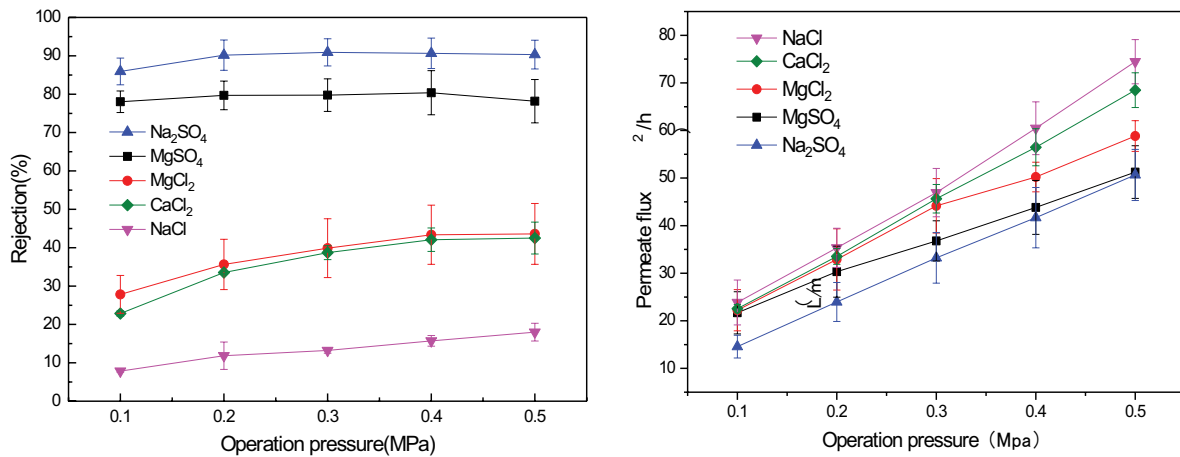 100
90
80
70
60
50
40
30
20
10
0
Rejection(%)
Na₂SO₄
MgSO₄
MgCl₂
CaCl₂
NaCl
0.1 0.2 0.3 0.4 0.5
Operation pressure(MPa)
80
70
60
50
40
30
20
10
Permeate flux
(L/m
²/h
)
NaCl
CaCl₂
MgCl₂
MgSO₄
Na₂SO₄
0.1 0.2 0.3 0.4 0.5
Operation pressure（Mpa）